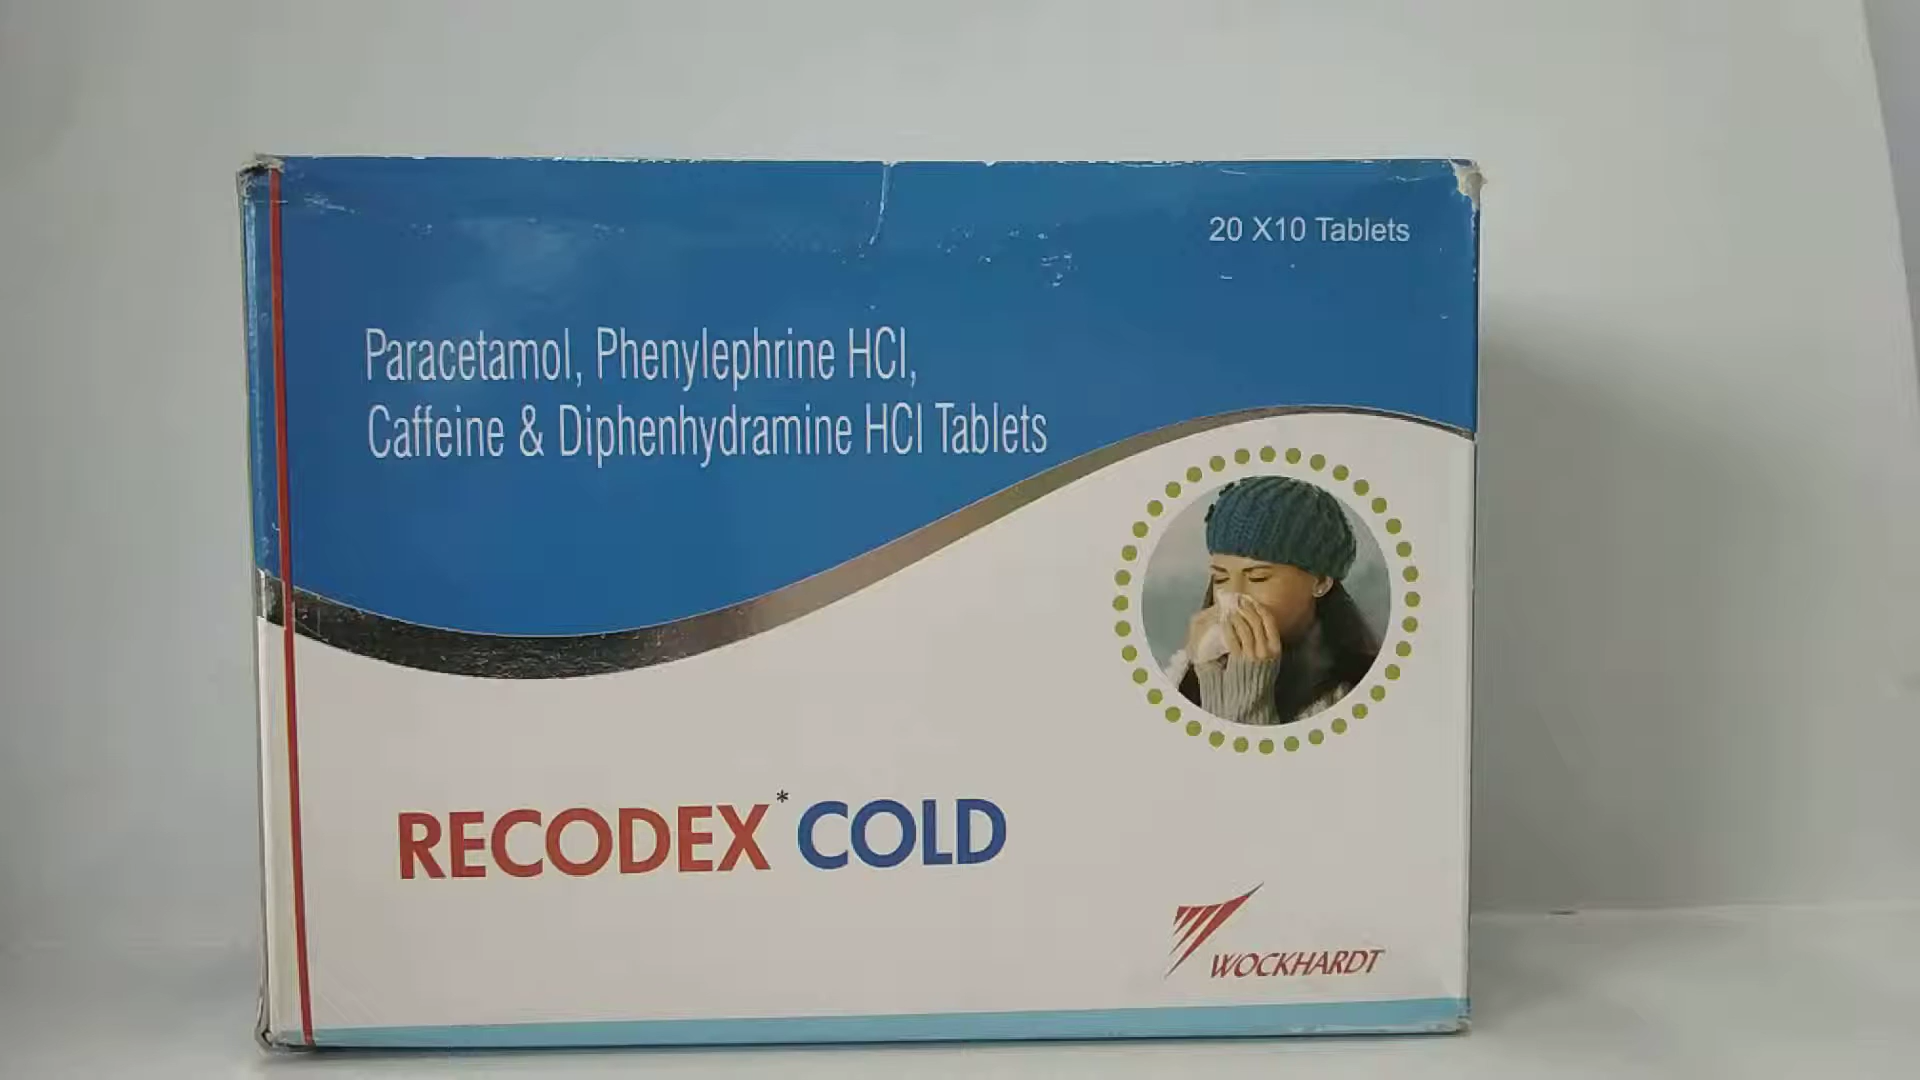 20 X10 Tablets
Paracetamol, Phenylephrine HCl,
Caffeine & Diphenhydramine HCl Tablets
RECODEX* COLD
WOCKHARDT